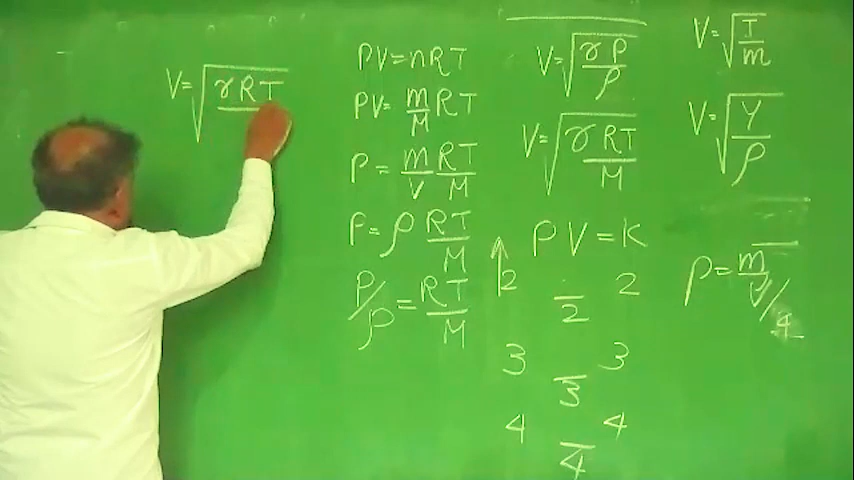 V=√γRT
PV=nRT
PV= m/M RT
P = m/V RT/M
P=ρ RT/M
P/ρ = RT/M
V=√γP/ρ
V=√γRT/M
PV=K
2 /2 2
3 /3 3
4 /4 4
V=√T/m
V=√Y/ρ
ρ=m/V/4